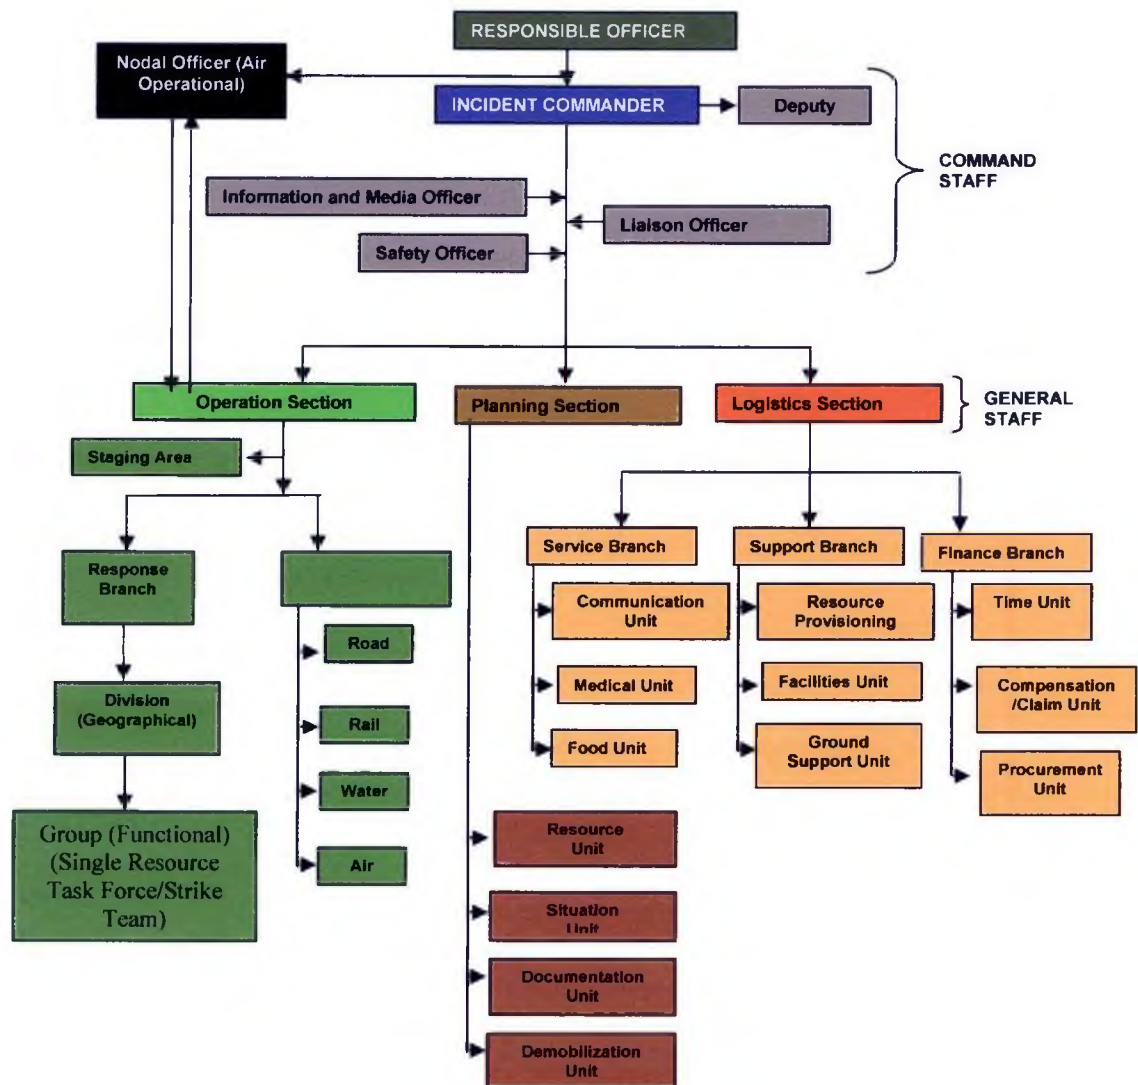 RESPONSIBLE OFFICER
Nodal Officer (Air
Operational)
INCIDENT COMMANDER
Deputy
COMMAND
STAFF
Information and Media Officer
Liaison Officer
Safety Officer
Operation Section
Planning Section
Logistics Section
GENERAL
STAFF
Staging Area
Response
Branch
Division
(Geographical)
Group (Functional)
(Single Resource
Task Force/Strike
Team)
Road
Rail
Water
Air
Service Branch
Communication
Unit
Medical Unit
Food Unit
Support Branch
Resource
Provisioning
Facilities Unit
Ground
Support Unit
Finance Branch
Time Unit
Compensation
/Claim Unit
Procurement
Unit
Resource
Unit
Situation
Unit
Documentation
Unit
Demobilization
Unit